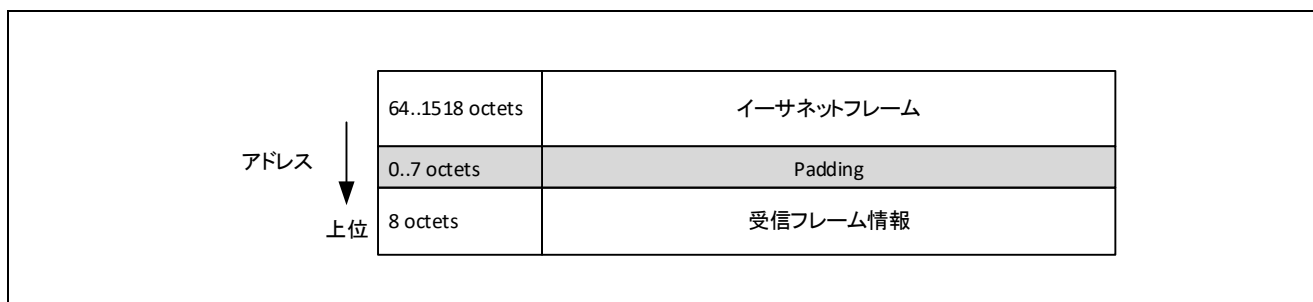 64..1518 octets イーサネットフレーム
アドレス
0..7 octets Padding
上位
8 octets 受信フレーム情報